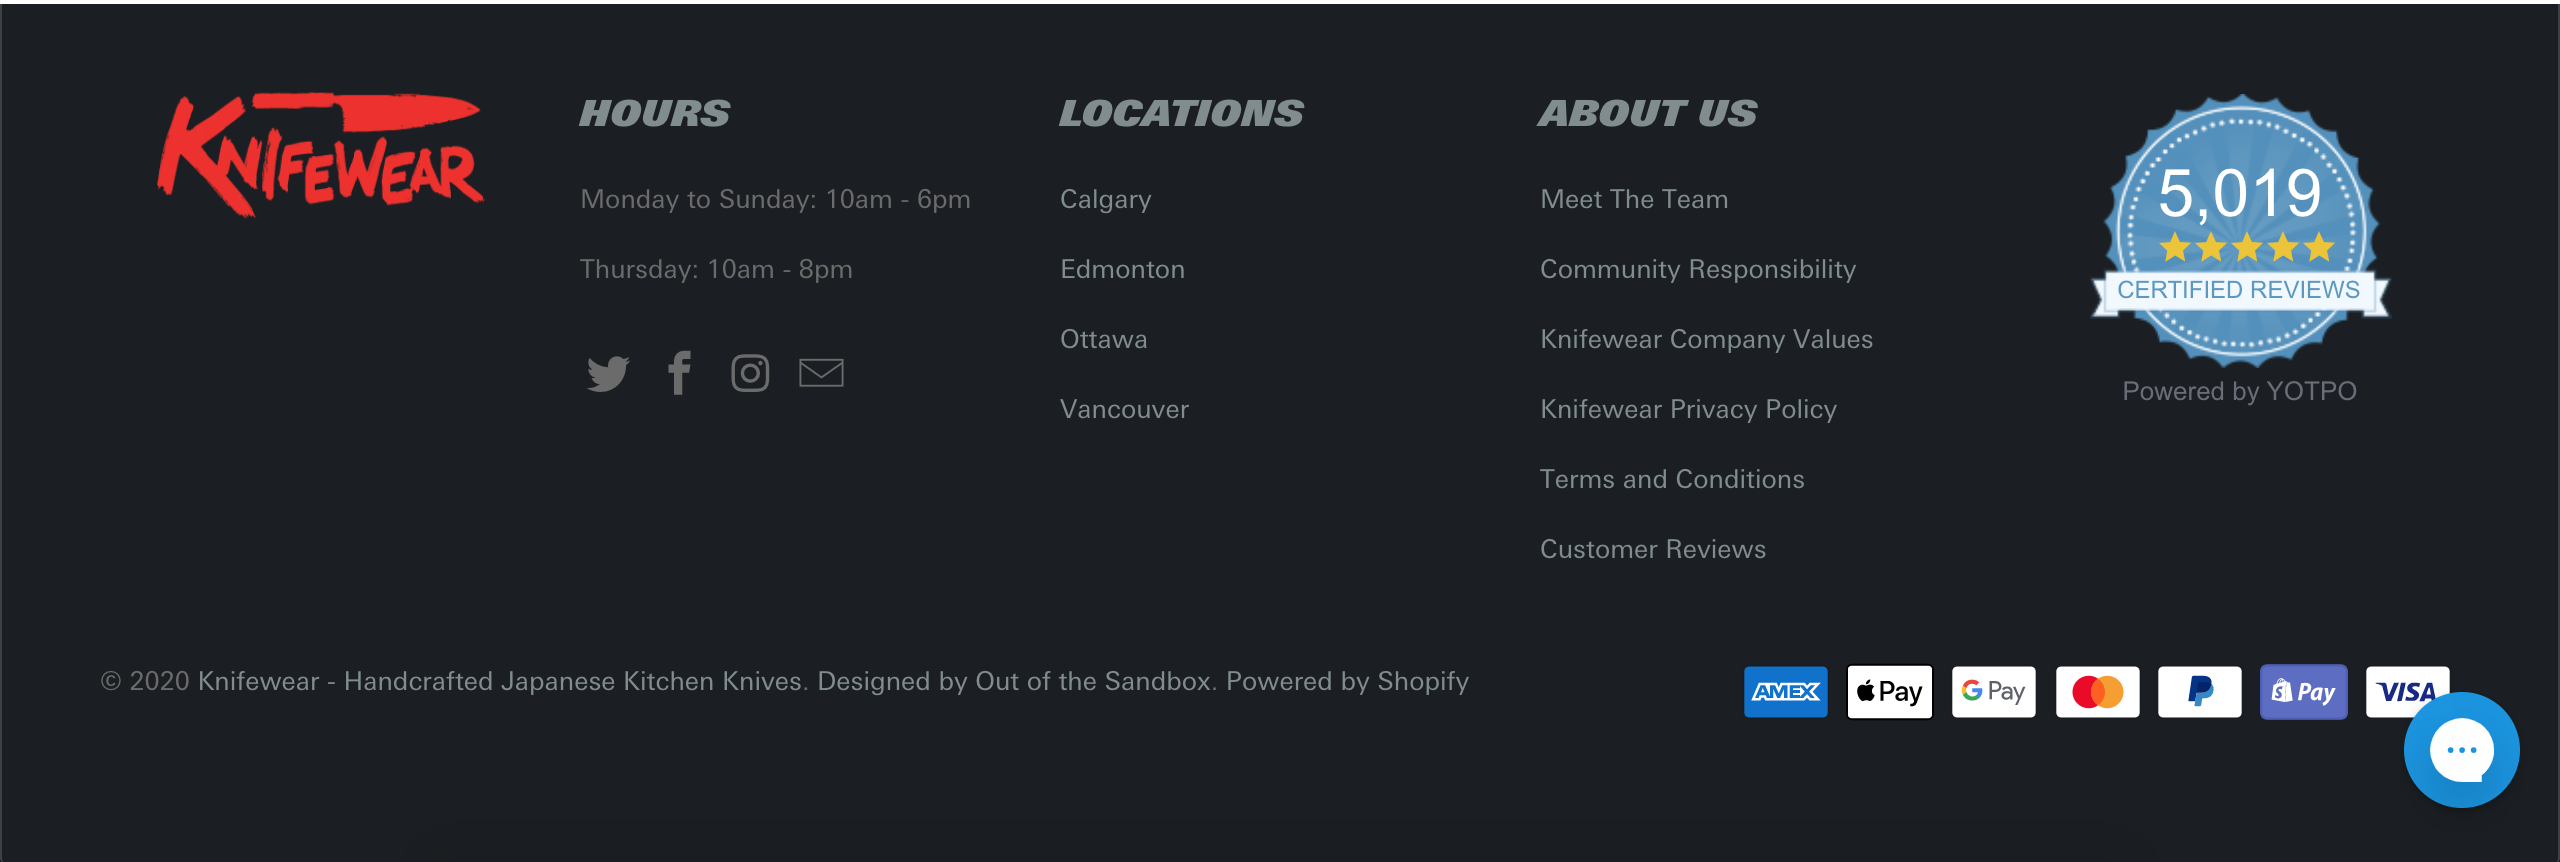 KNIFEWEAR
HOURS
Monday to Sunday: 10am - 6pm
Thursday: 10am - 8pm
LOCATIONS
Calgary
Edmonton
Ottawa
Vancouver
ABOUT US
Meet The Team
Community Responsibility
Knifewear Company Values
Knifewear Privacy Policy
Terms and Conditions
Customer Reviews
5,019
CERTIFIED REVIEWS
Powered by YOTPO
© 2020 Knifewear - Handcrafted Japanese Kitchen Knives. Designed by Out of the Sandbox. Powered by Shopify
AMEX
Pay
G Pay
P
S Pay
VISA